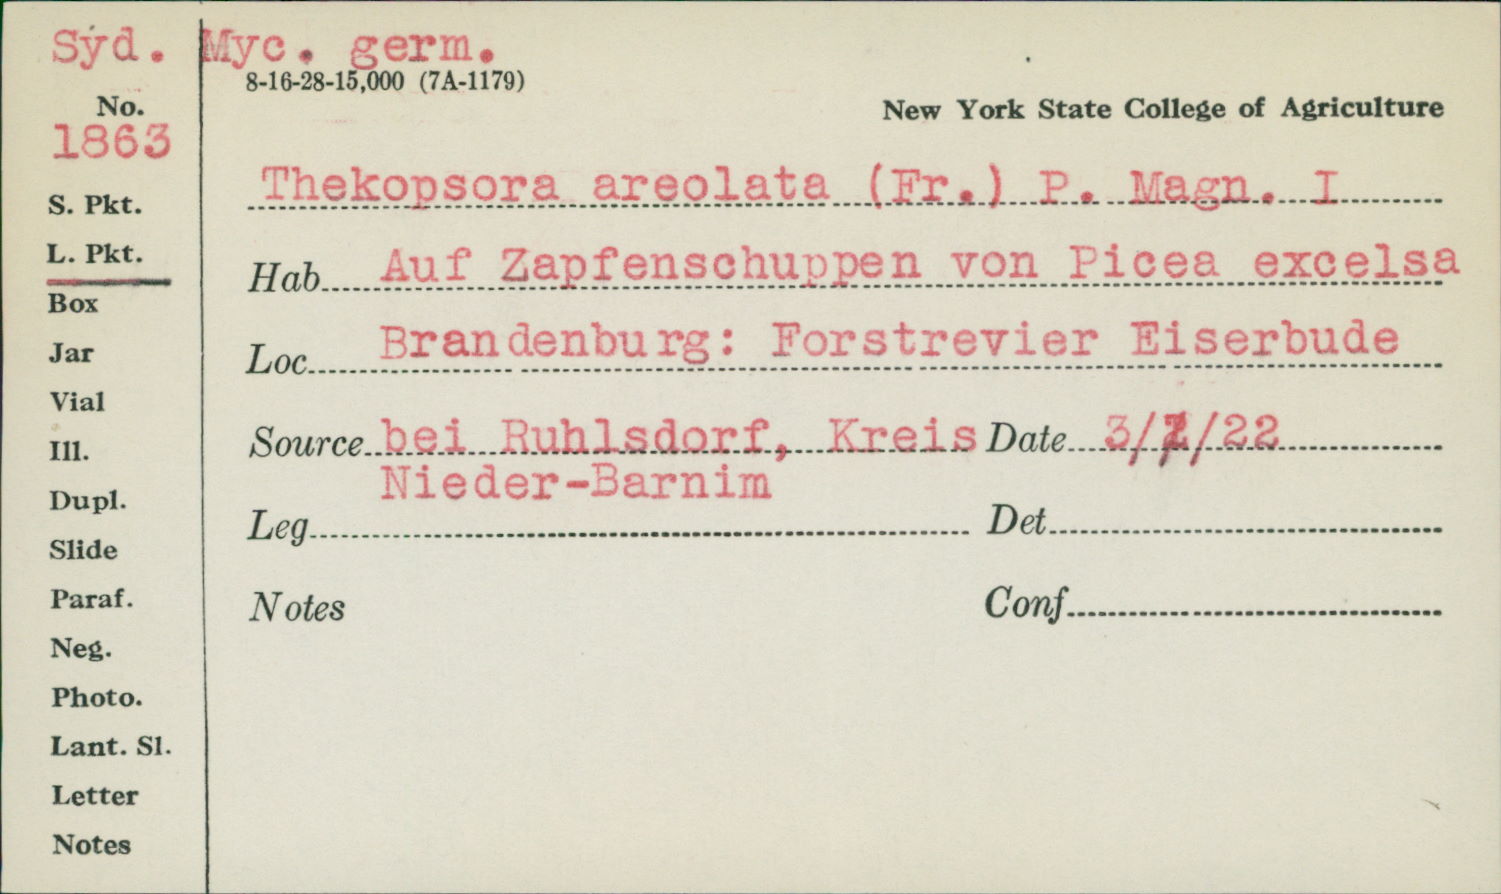 Syd. Myc. germ.
8-16-28-15,000 (7A-1179)
No.
New York State College of Agriculture
1863
Thekopsora areolata (Fr.) P. Magn. I
S. Pkt.
L. Pkt.
Hab. Auf Zapfenschuppen von Picea excelsa
Box
Jar
Loc. Brandenburg: Forstrevier Eiserbude
Vial
Ill.
Source bei Ruhlsdorf, Kreis Date 3/ /22
Nieder-Barnim
Dupl.
Leg. Det.
Slide
Paraf.
Notes Conf.
Neg.
Photo.
Lant. Sl.
Letter
Notes